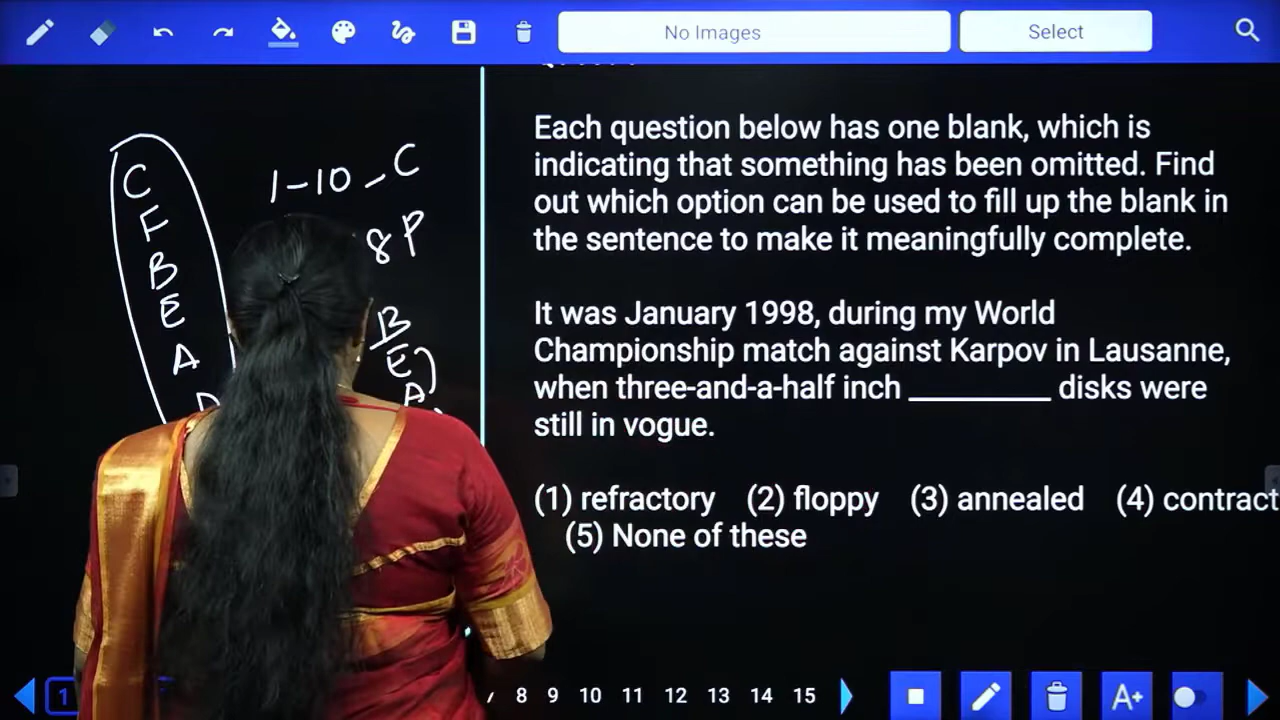 No Images
Select
C
F
B
E
A
1-10 - C
8 P
B
E
A
Each question below has one blank, which is
indicating that something has been omitted. Find
out which option can be used to fill up the blank in
the sentence to make it meaningfully complete.
It was January 1998, during my World
Championship match against Karpov in Lausanne,
when three-and-a-half inch _________ disks were
still in vogue.
(1) refractory (2) floppy (3) annealed (4) contract
(5) None of these
1
8 9 10 11 12 13 14 15
A+